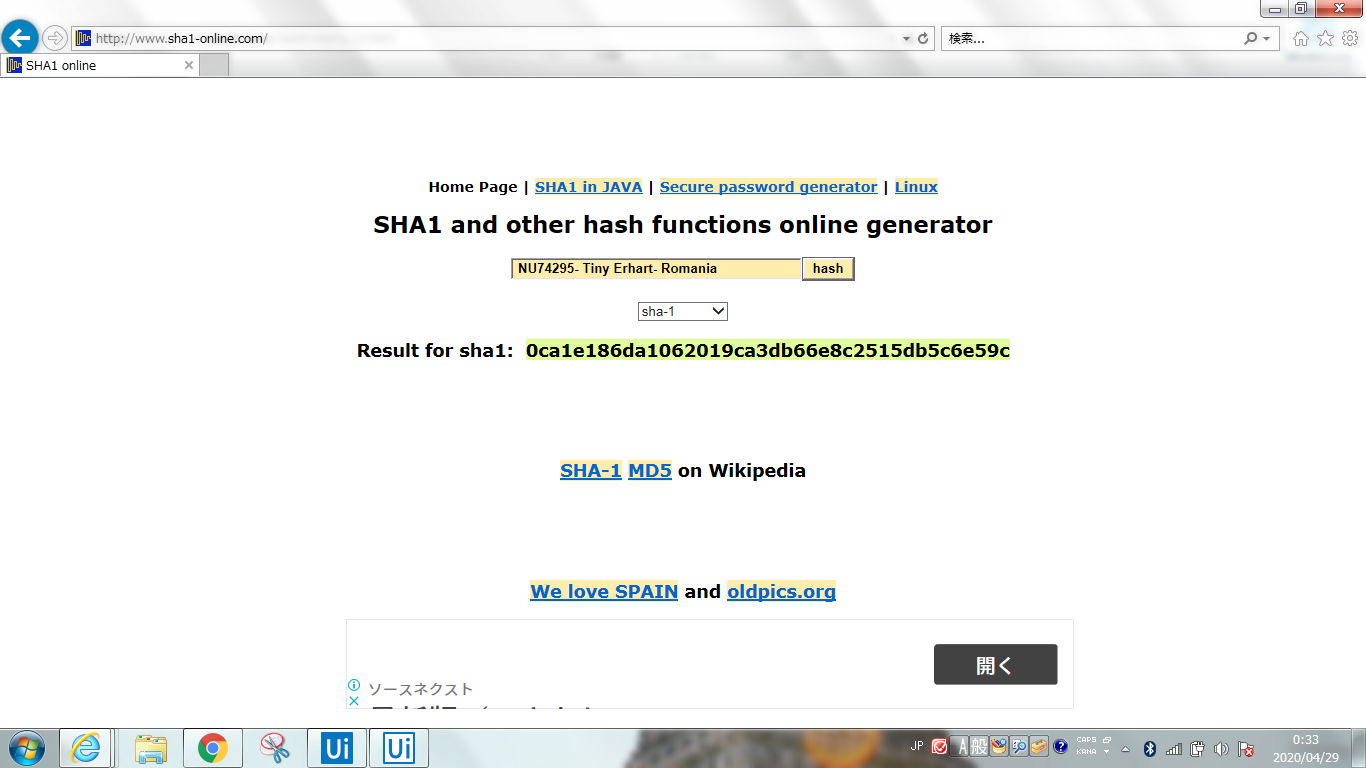 http://www.sha1-online.com/
検索...
SHA1 online
Home Page | SHA1 in JAVA | Secure password generator | Linux
SHA1 and other hash functions online generator
NU74295- Tiny Erhart- Romania
hash
sha-1
Result for sha1: 0ca1e186da1062019ca3db66e8c2515db5c6e59c
SHA-1 MD5 on Wikipedia
We love SPAIN and oldpics.org
開く
ソースネクスト
Ui
Ui
JP
A 般
CAPS
KANA
0:33
2020/04/29